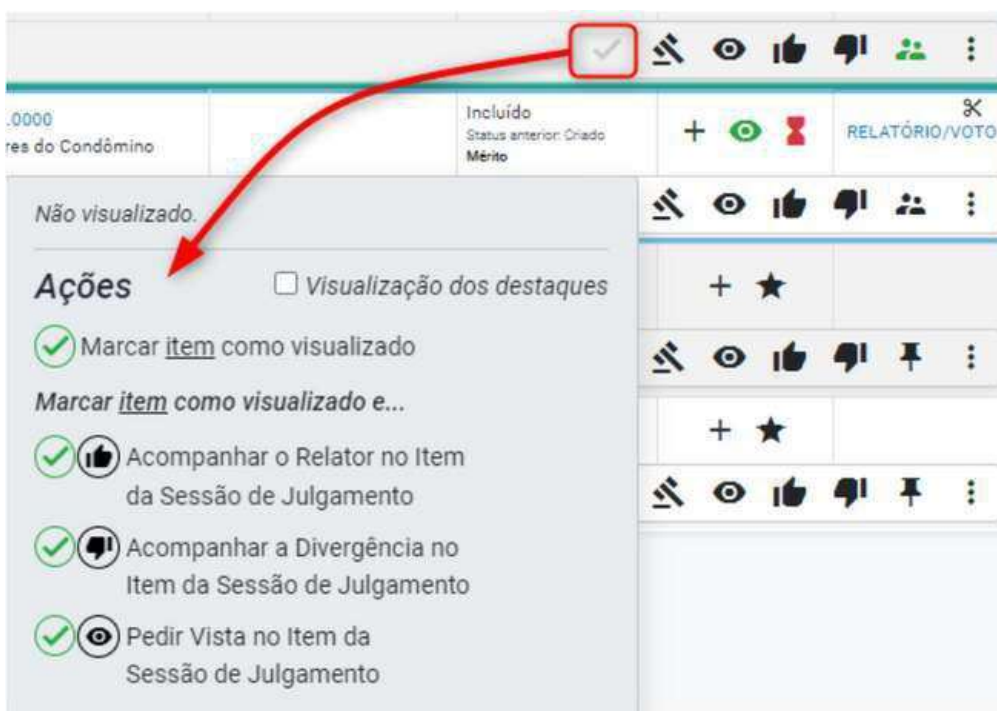 .0000
res do Condômino
Incluído
Status anterior: Criado
Mérito
RELATÓRIO/VOTO
Não visualizado.
Ações
Visualização dos destaques
Marcar item como visualizado
Marcar item como visualizado e...
Acompanhar o Relator no Item
da Sessão de Julgamento
Acompanhar a Divergência no
Item da Sessão de Julgamento
Pedir Vista no Item da
Sessão de Julgamento